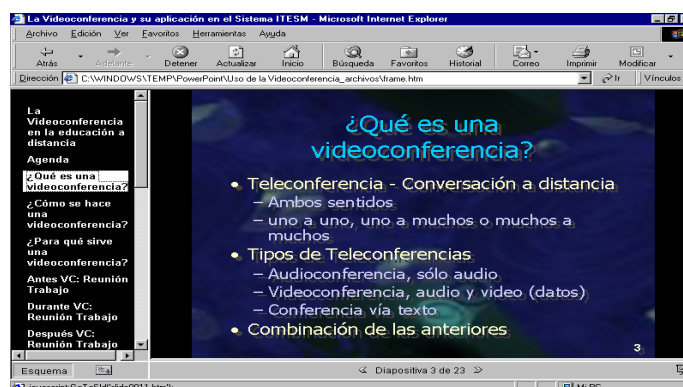 La Videoconferencia y su aplicación en el Sistema ITESM - Microsoft Internet Explorer
Archivo Edición Ver Favoritos Herramientas Ayuda
Atrás Adelante Detener Actualizar Inicio Búsqueda Favoritos Historial Correo Imprimir Modificar
Dirección C:\WINDOWS\TEMP\PowerPoint\Uso de la Videoconferencia_archivos\frame.htm Ir Vínculos
La
Videoconferencia
en la educación a
distancia
Agenda
¿Qué es una
videoconferencia?
¿Cómo se hace
una
videoconferencia?
¿Para qué sirve
una
videoconferencia?
Antes VC: Reunión
Trabajo
Durante VC:
Reunión Trabajo
Después VC:
Reunión Trabajo
¿Qué es una
videoconferencia?
• Teleconferencia - Conversación a distancia
– Ambos sentidos
– uno a uno, uno a muchos o muchos a
muchos
• Tipos de Teleconferencias
– Audioconferencia, sólo audio
– Videoconferencia, audio y video (datos)
– Conferencia vía texto
• Combinación de las anteriores
3
Esquema Diapositiva 3 de 23